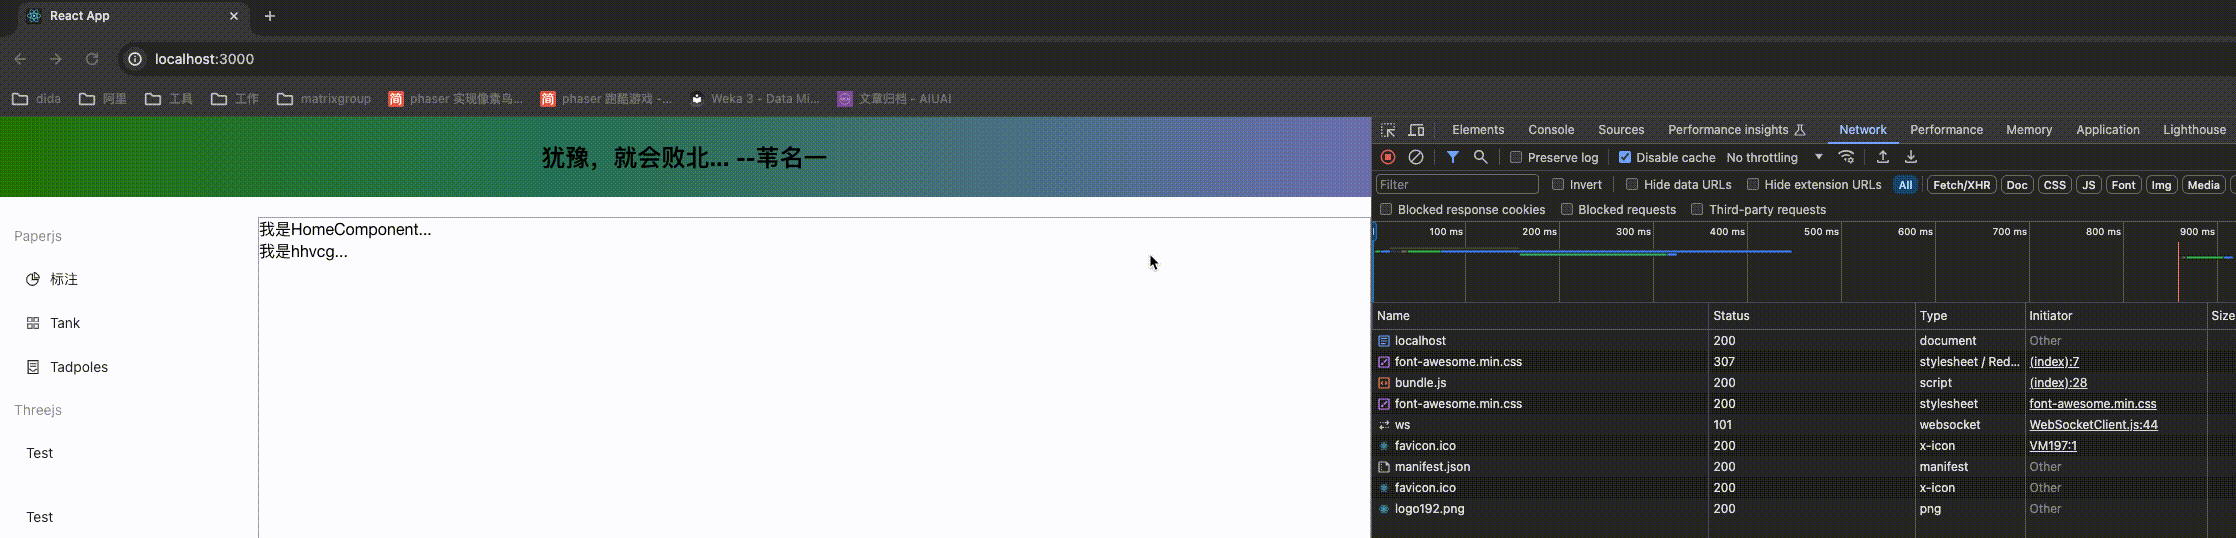 React App
localhost:3000
dida 阿里 工具 工作 matrixgroup phaser 实现像素鸟... phaser 跑酷游戏 -... Weka 3 - Data Mi... 文章归档 - AIUAI
犹豫，就会败北... --苇名一
Paperjs
标注
Tank
Tadpoles
Threejs
Test
Test
我是HomeComponent...
我是hhvcg...
Elements Console Sources Performance insights Network Performance Memory Application Lighthouse
Preserve log Disable cache No throttling
Filter Invert Hide data URLs Hide extension URLs All Fetch/XHR Doc CSS JS Font Img Media
Blocked response cookies Blocked requests Third-party requests
100 ms 200 ms 300 ms 400 ms 500 ms 600 ms 700 ms 800 ms 900 ms
Name Status Type Initiator Size
localhost 200 document Other
font-awesome.min.css 307 stylesheet / Red... (index):7
bundle.js 200 script (index):28
font-awesome.min.css 200 stylesheet font-awesome.min.css
ws 101 websocket WebSocketClient.js:44
favicon.ico 200 x-icon VM197:1
manifest.json 200 manifest Other
favicon.ico 200 x-icon Other
logo192.png 200 png Other